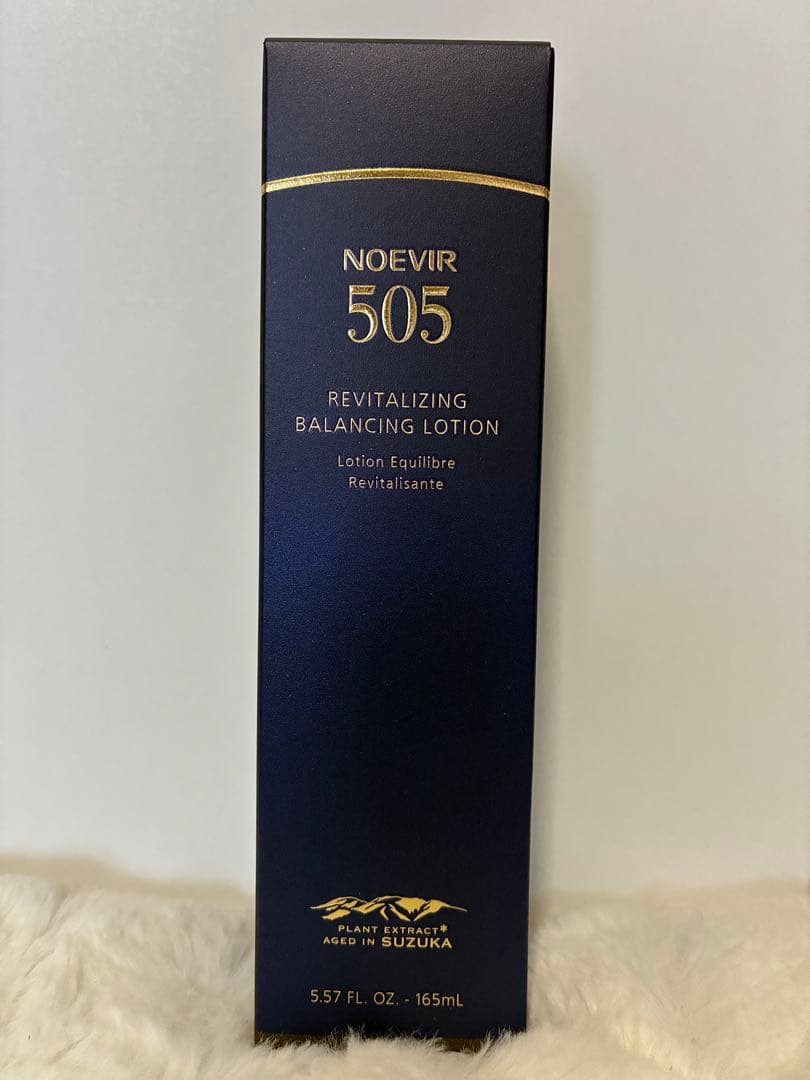 NOEVIR
505
REVITALIZING
BALANCING LOTION
Lotion Equilibre
Revitalisante
PLANT EXTRACT*
AGED IN SUZUKA
5.57 FL. OZ. - 165mL